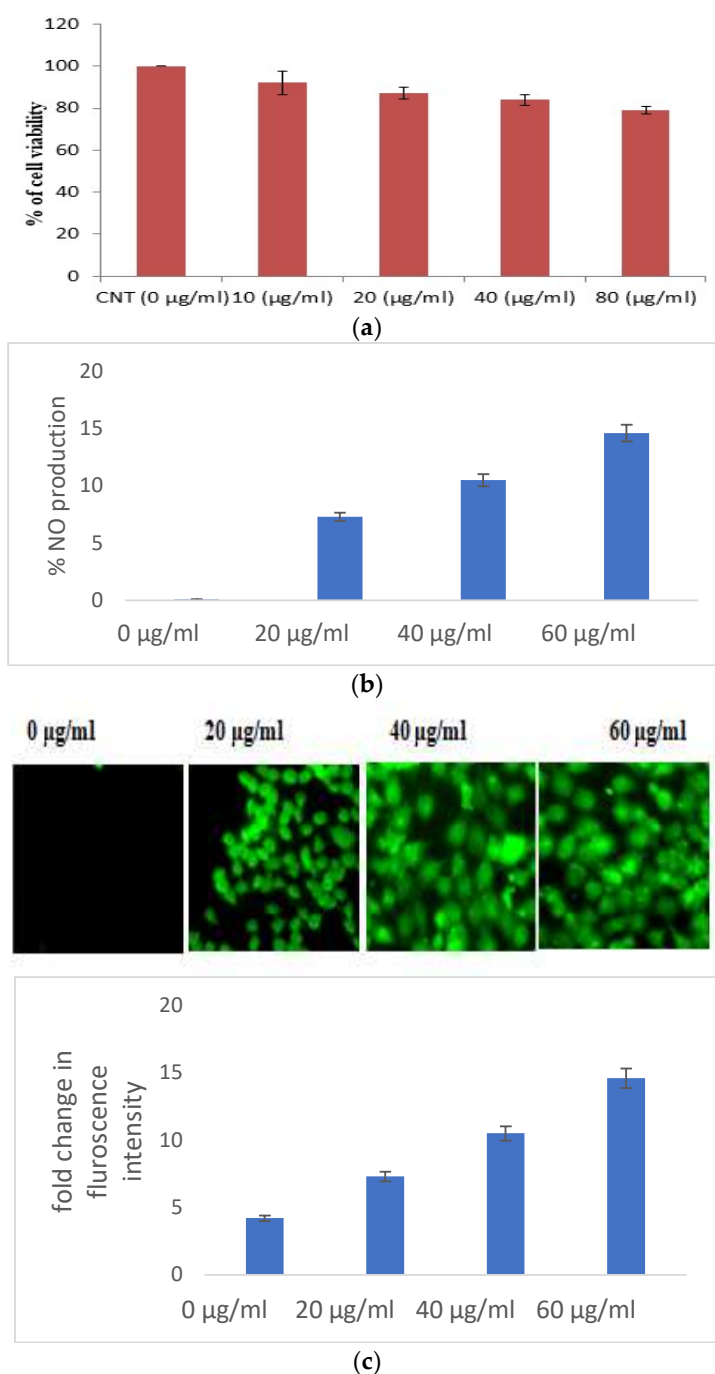 120
100
80
60
40
20
0
% of cell viability
CNT (0 µg/ml) 10 (µg/ml) 20 (µg/ml) 40 (µg/ml) 80 (µg/ml)
(a)
20
15
10
5
0
% NO production
0 µg/ml 20 µg/ml 40 µg/ml 60 µg/ml
(b)
0 µg/ml 20 µg/ml 40 µg/ml 60 µg/ml
20
15
10
5
0
fold change in
fluroscence
intensity
0 µg/ml 20 µg/ml 40 µg/ml 60 µg/ml
(c)